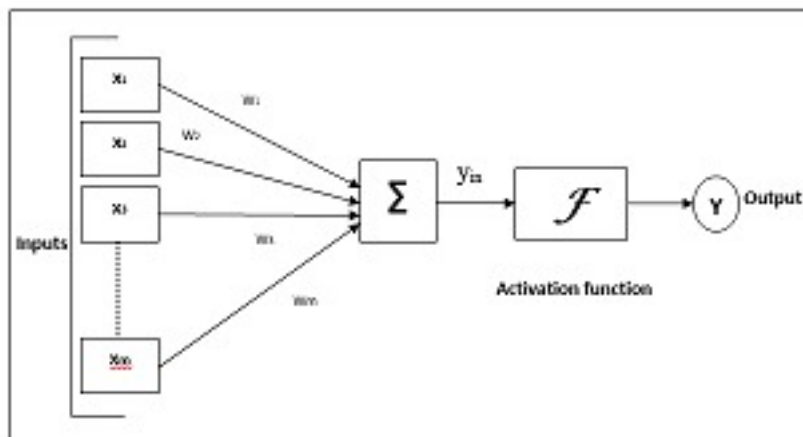 X₁
W₁
X₂
W₂
X₃
Inputs
W₃
Wm
Xm
Σ
yin
ℱ
Y
Output
Activation function